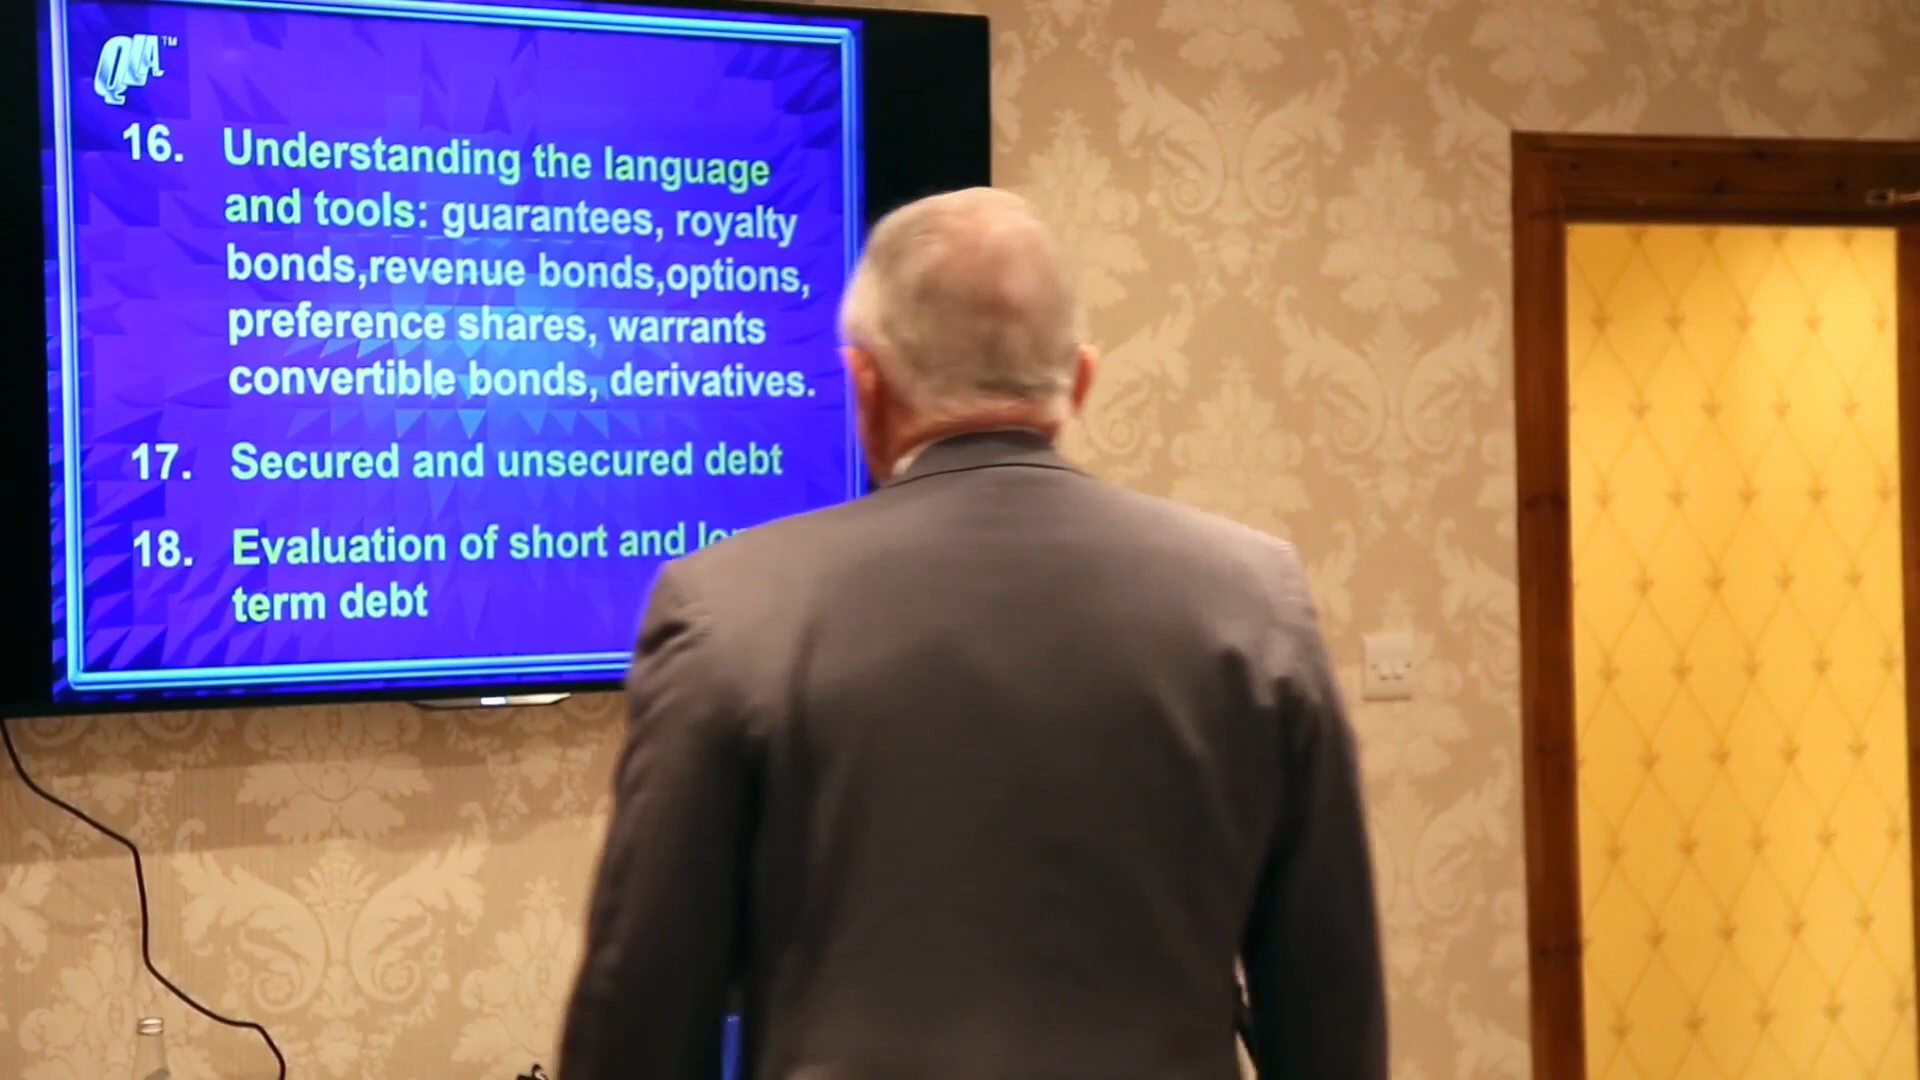 QLA™
16. Understanding the language
and tools: guarantees, royalty
bonds,revenue bonds,options,
preference shares, warrants
convertible bonds, derivatives.
17. Secured and unsecured debt
18. Evaluation of short and
term debt